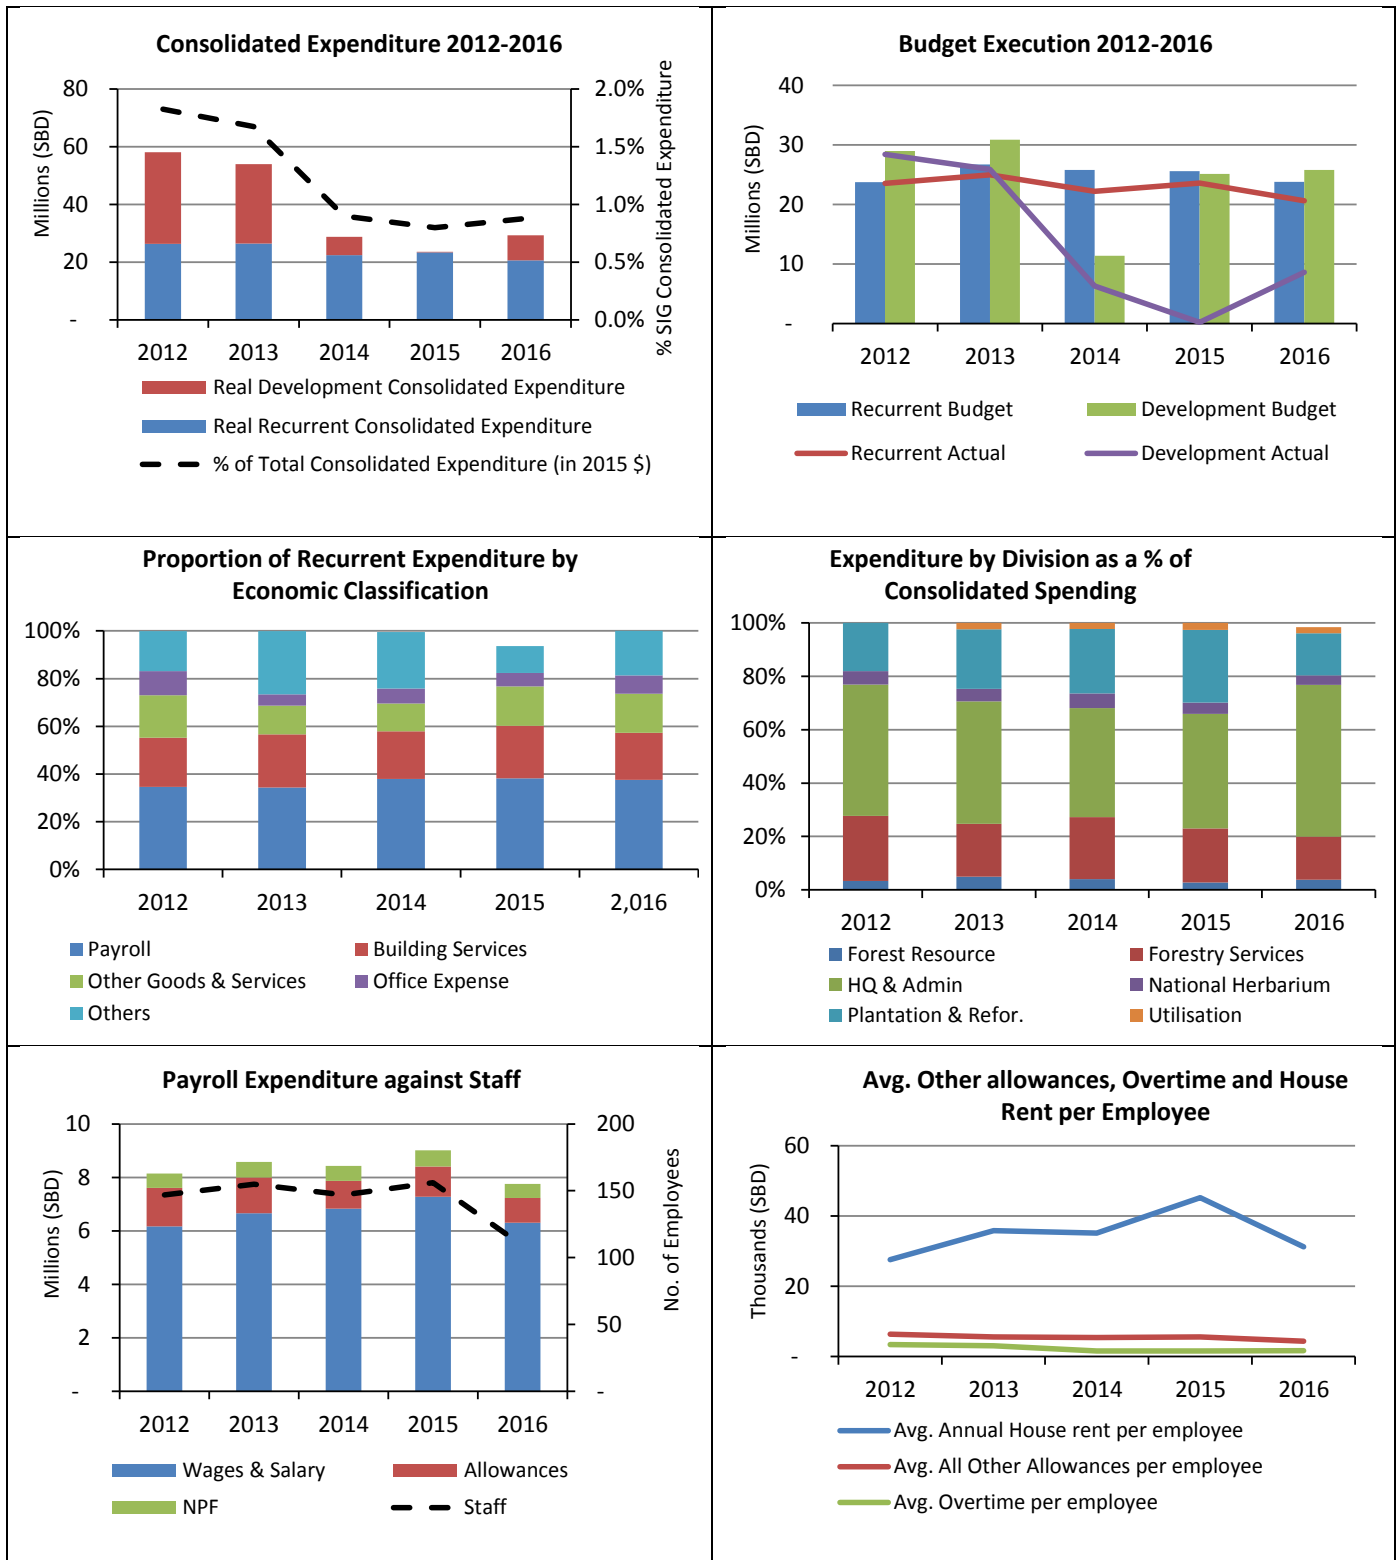 Consolidated Expenditure 2012-2016
80
60
40
20
-
Millions (SBD)
2.0%
1.5%
1.0%
0.5%
0.0%
% SIG Consolidated Expenditure
2012 2013 2014 2015 2016
Real Development Consolidated Expenditure
Real Recurrent Consolidated Expenditure
% of Total Consolidated Expenditure (in 2015 $)
Budget Execution 2012-2016
40
30
20
10
-
Millions (SBD)
2012 2013 2014 2015 2016
Recurrent Budget Development Budget
Recurrent Actual Development Actual
Proportion of Recurrent Expenditure by
Economic Classification
100%
80%
60%
40%
20%
0%
2012 2013 2014 2015 2,016
Payroll Building Services
Other Goods & Services Office Expense
Others
Expenditure by Division as a % of
Consolidated Spending
100%
80%
60%
40%
20%
0%
2012 2013 2014 2015 2016
Forest Resource Forestry Services
HQ & Admin National Herbarium
Plantation & Refor. Utilisation
Payroll Expenditure against Staff
10
8
6
4
2
-
Millions (SBD)
200
150
100
50
-
No. of Employees
2012 2013 2014 2015 2016
Wages & Salary Allowances
NPF Staff
Avg. Other allowances, Overtime and House
Rent per Employee
60
40
20
-
Thousands (SBD)
2012 2013 2014 2015 2016
Avg. Annual House rent per employee
Avg. All Other Allowances per employee
Avg. Overtime per employee